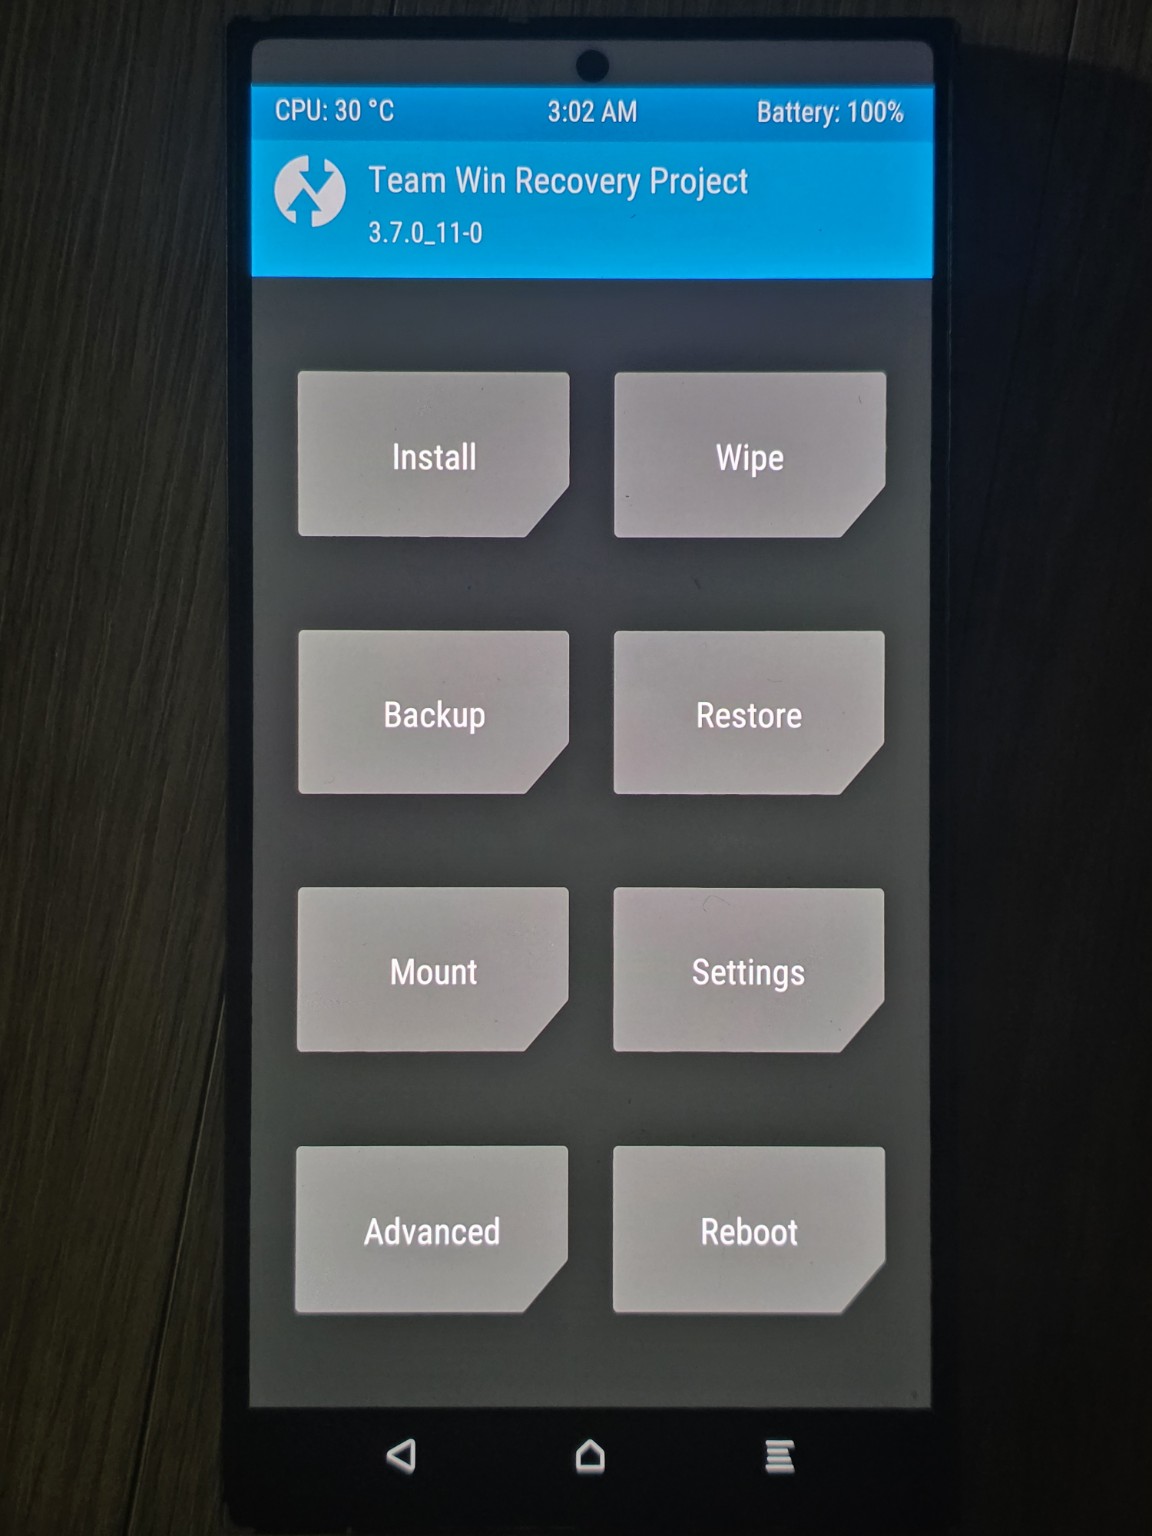 CPU: 30 °C 3:02 AM Battery: 100%
Team Win Recovery Project
3.7.0_11-0
Install Wipe
Backup Restore
Mount Settings
Advanced Reboot